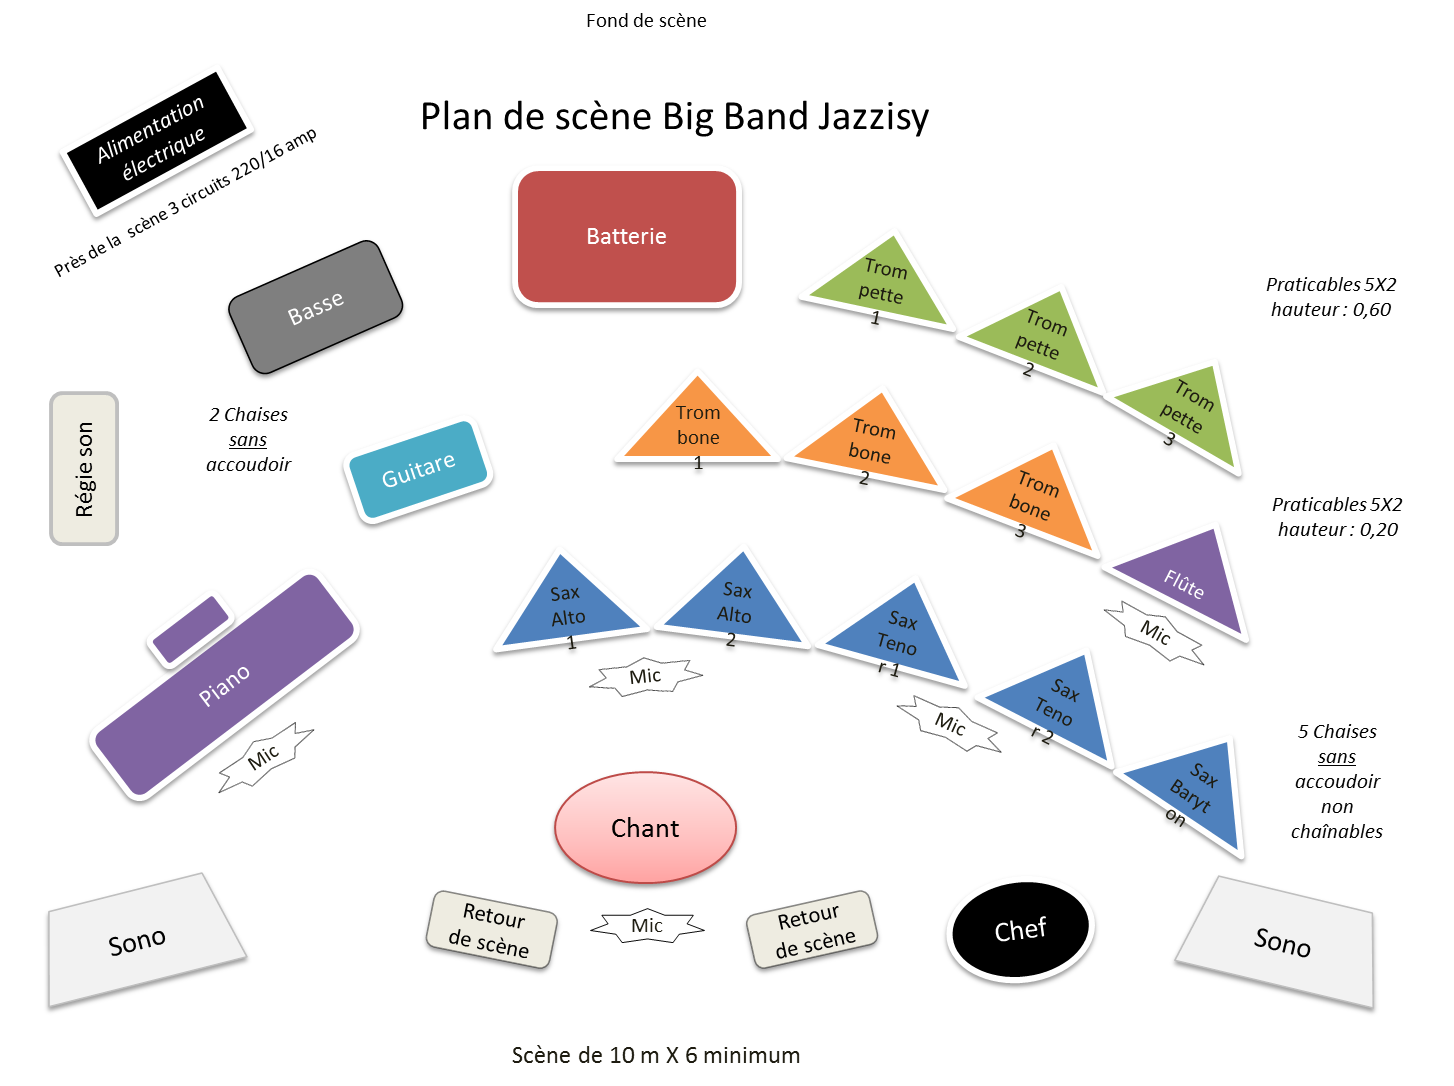 Fond de scène
Plan de scène Big Band Jazzisy
Alimentation
électrique
Près de la scène 3 circuits 220/16 amp
Batterie
Basse
Trom
pette
1
Trom
pette
2
Trom
pette
3
Praticables 5X2
hauteur : 0,60
Régie son
2 Chaises
sans
accoudoir
Guitare
Trom
bone
1
Trom
bone
2
Trom
bone
3
Flûte
Mic
Praticables 5X2
hauteur : 0,20
Piano
Mic
Sax
Alto
1
Sax
Alto
2
Mic
Sax
Teno
r 1
Mic
Sax
Teno
r 2
Sax
Baryt
on
5 Chaises
sans
accoudoir
non
chaînables
Chant
Sono
Retour
de scène
Mic
Retour
de scène
Chef
Sono
Scène de 10 m X 6 minimum